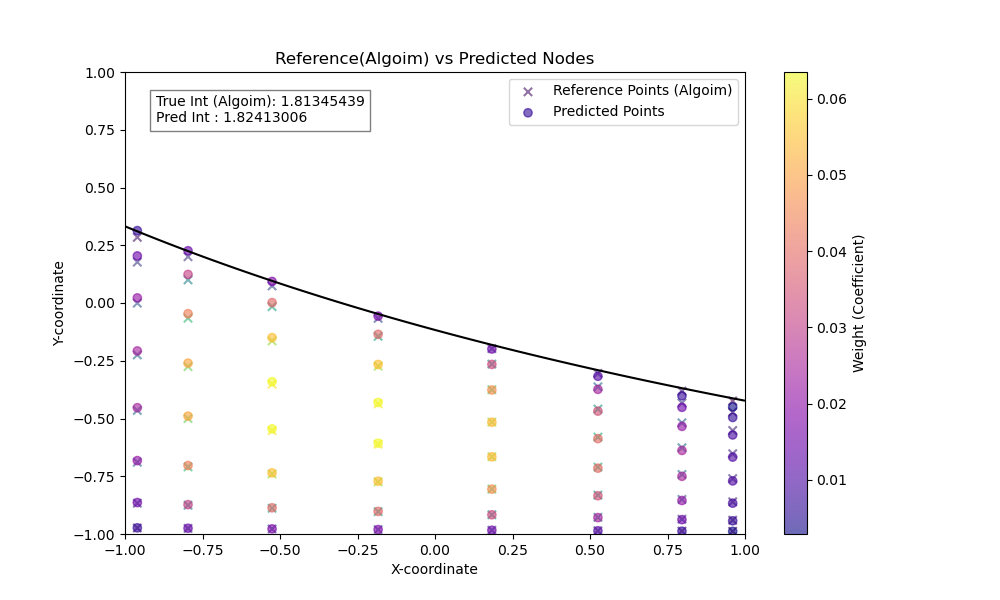 Reference(Algoim) vs Predicted Nodes
True Int (Algoim): 1.81345439
Pred Int : 1.82413006
Reference Points (Algoim)
Predicted Points
Y-coordinate
1.00
0.75
0.50
0.25
0.00
−0.25
−0.50
−0.75
−1.00
−1.00 −0.75 −0.50 −0.25 0.00 0.25 0.50 0.75 1.00
X-coordinate
0.06
0.05
0.04
0.03
0.02
0.01
Weight (Coefficient)